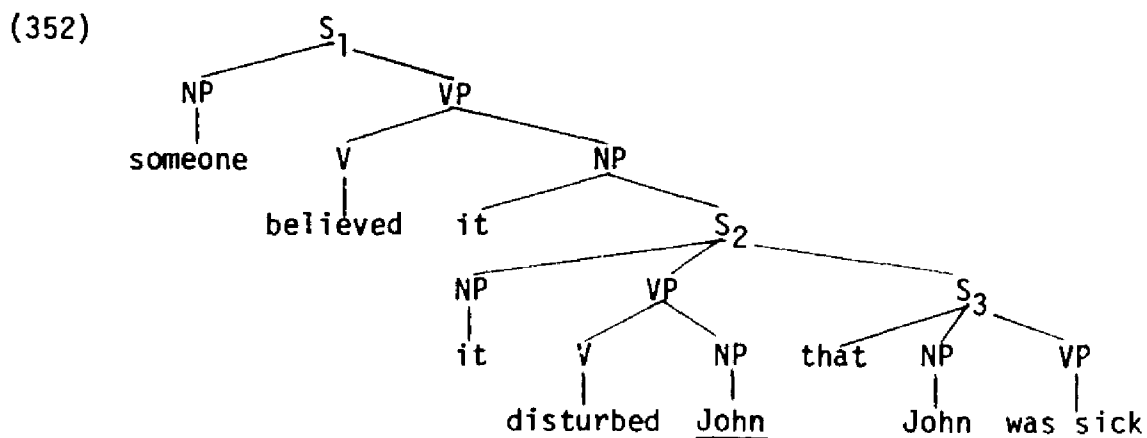 (352) S1
NP VP
someone V NP
believed it S2
NP VP S3
it V NP that NP VP
disturbed John John was sick